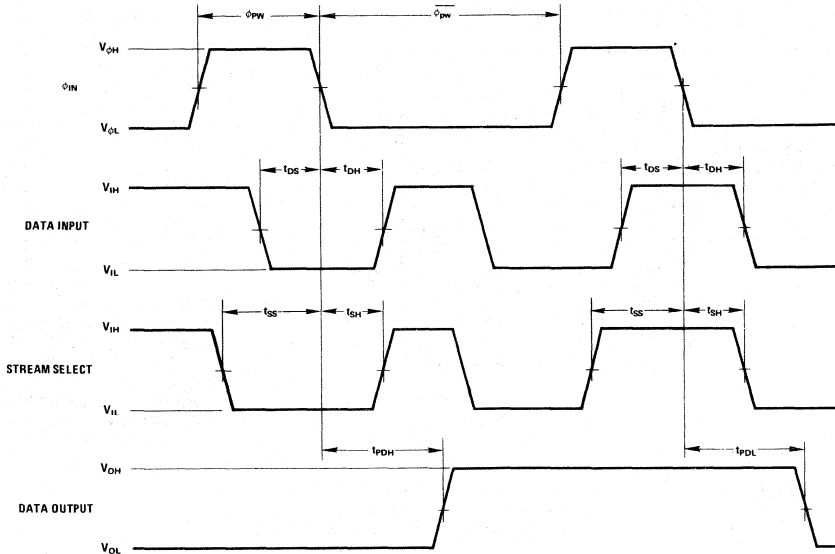 ϕPW
ϕPW
VϕH
ϕIN
VϕL
tDS
tDH
tDS
tDH
VIH
DATA INPUT
VIL
tSS
tSH
tSS
tSH
VIH
STREAM SELECT
VIL
tPDH
tPDL
VOH
DATA OUTPUT
VOL